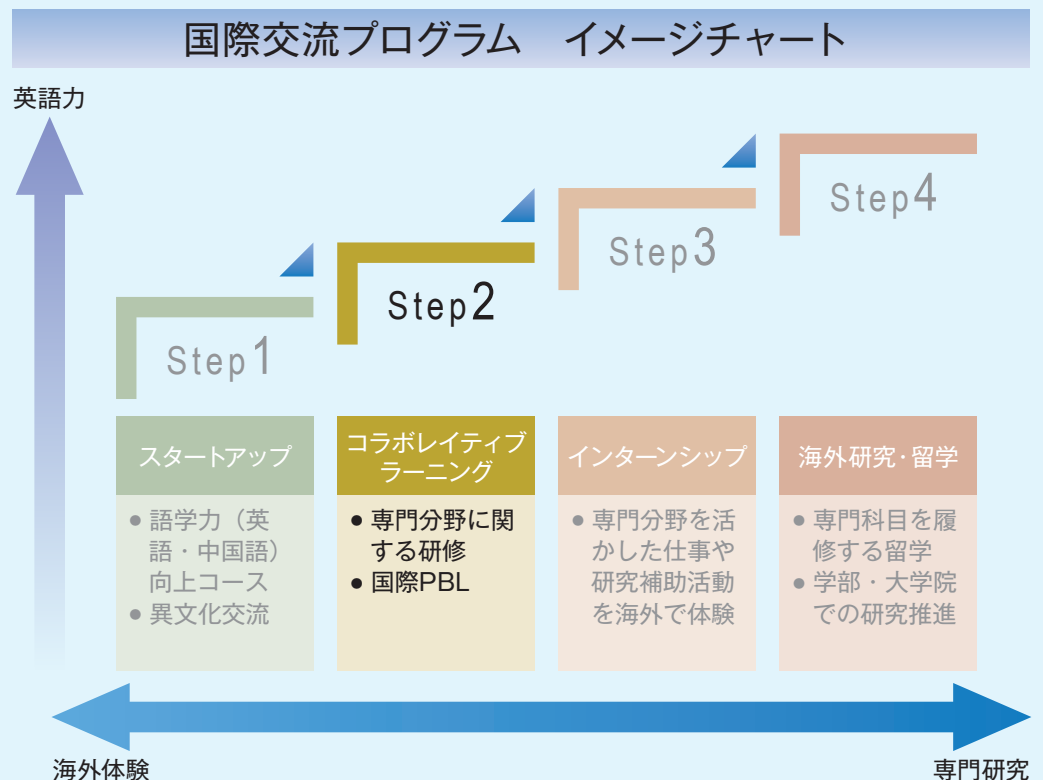 国際交流プログラム　イメージチャート
英語力
Step1
Step2
Step3
Step4
スタートアップ
● 語学力（英
語・中国語）
向上コース
● 異文化交流
コラボレイティブ
ラーニング
● 専門分野に関
する研修
● 国際PBL
インターンシップ
● 専門分野を活
かした仕事や
研究補助活動
を海外で体験
海外研究・留学
● 専門科目を履
修する留学
● 学部・大学院
での研究推進
海外体験
専門研究